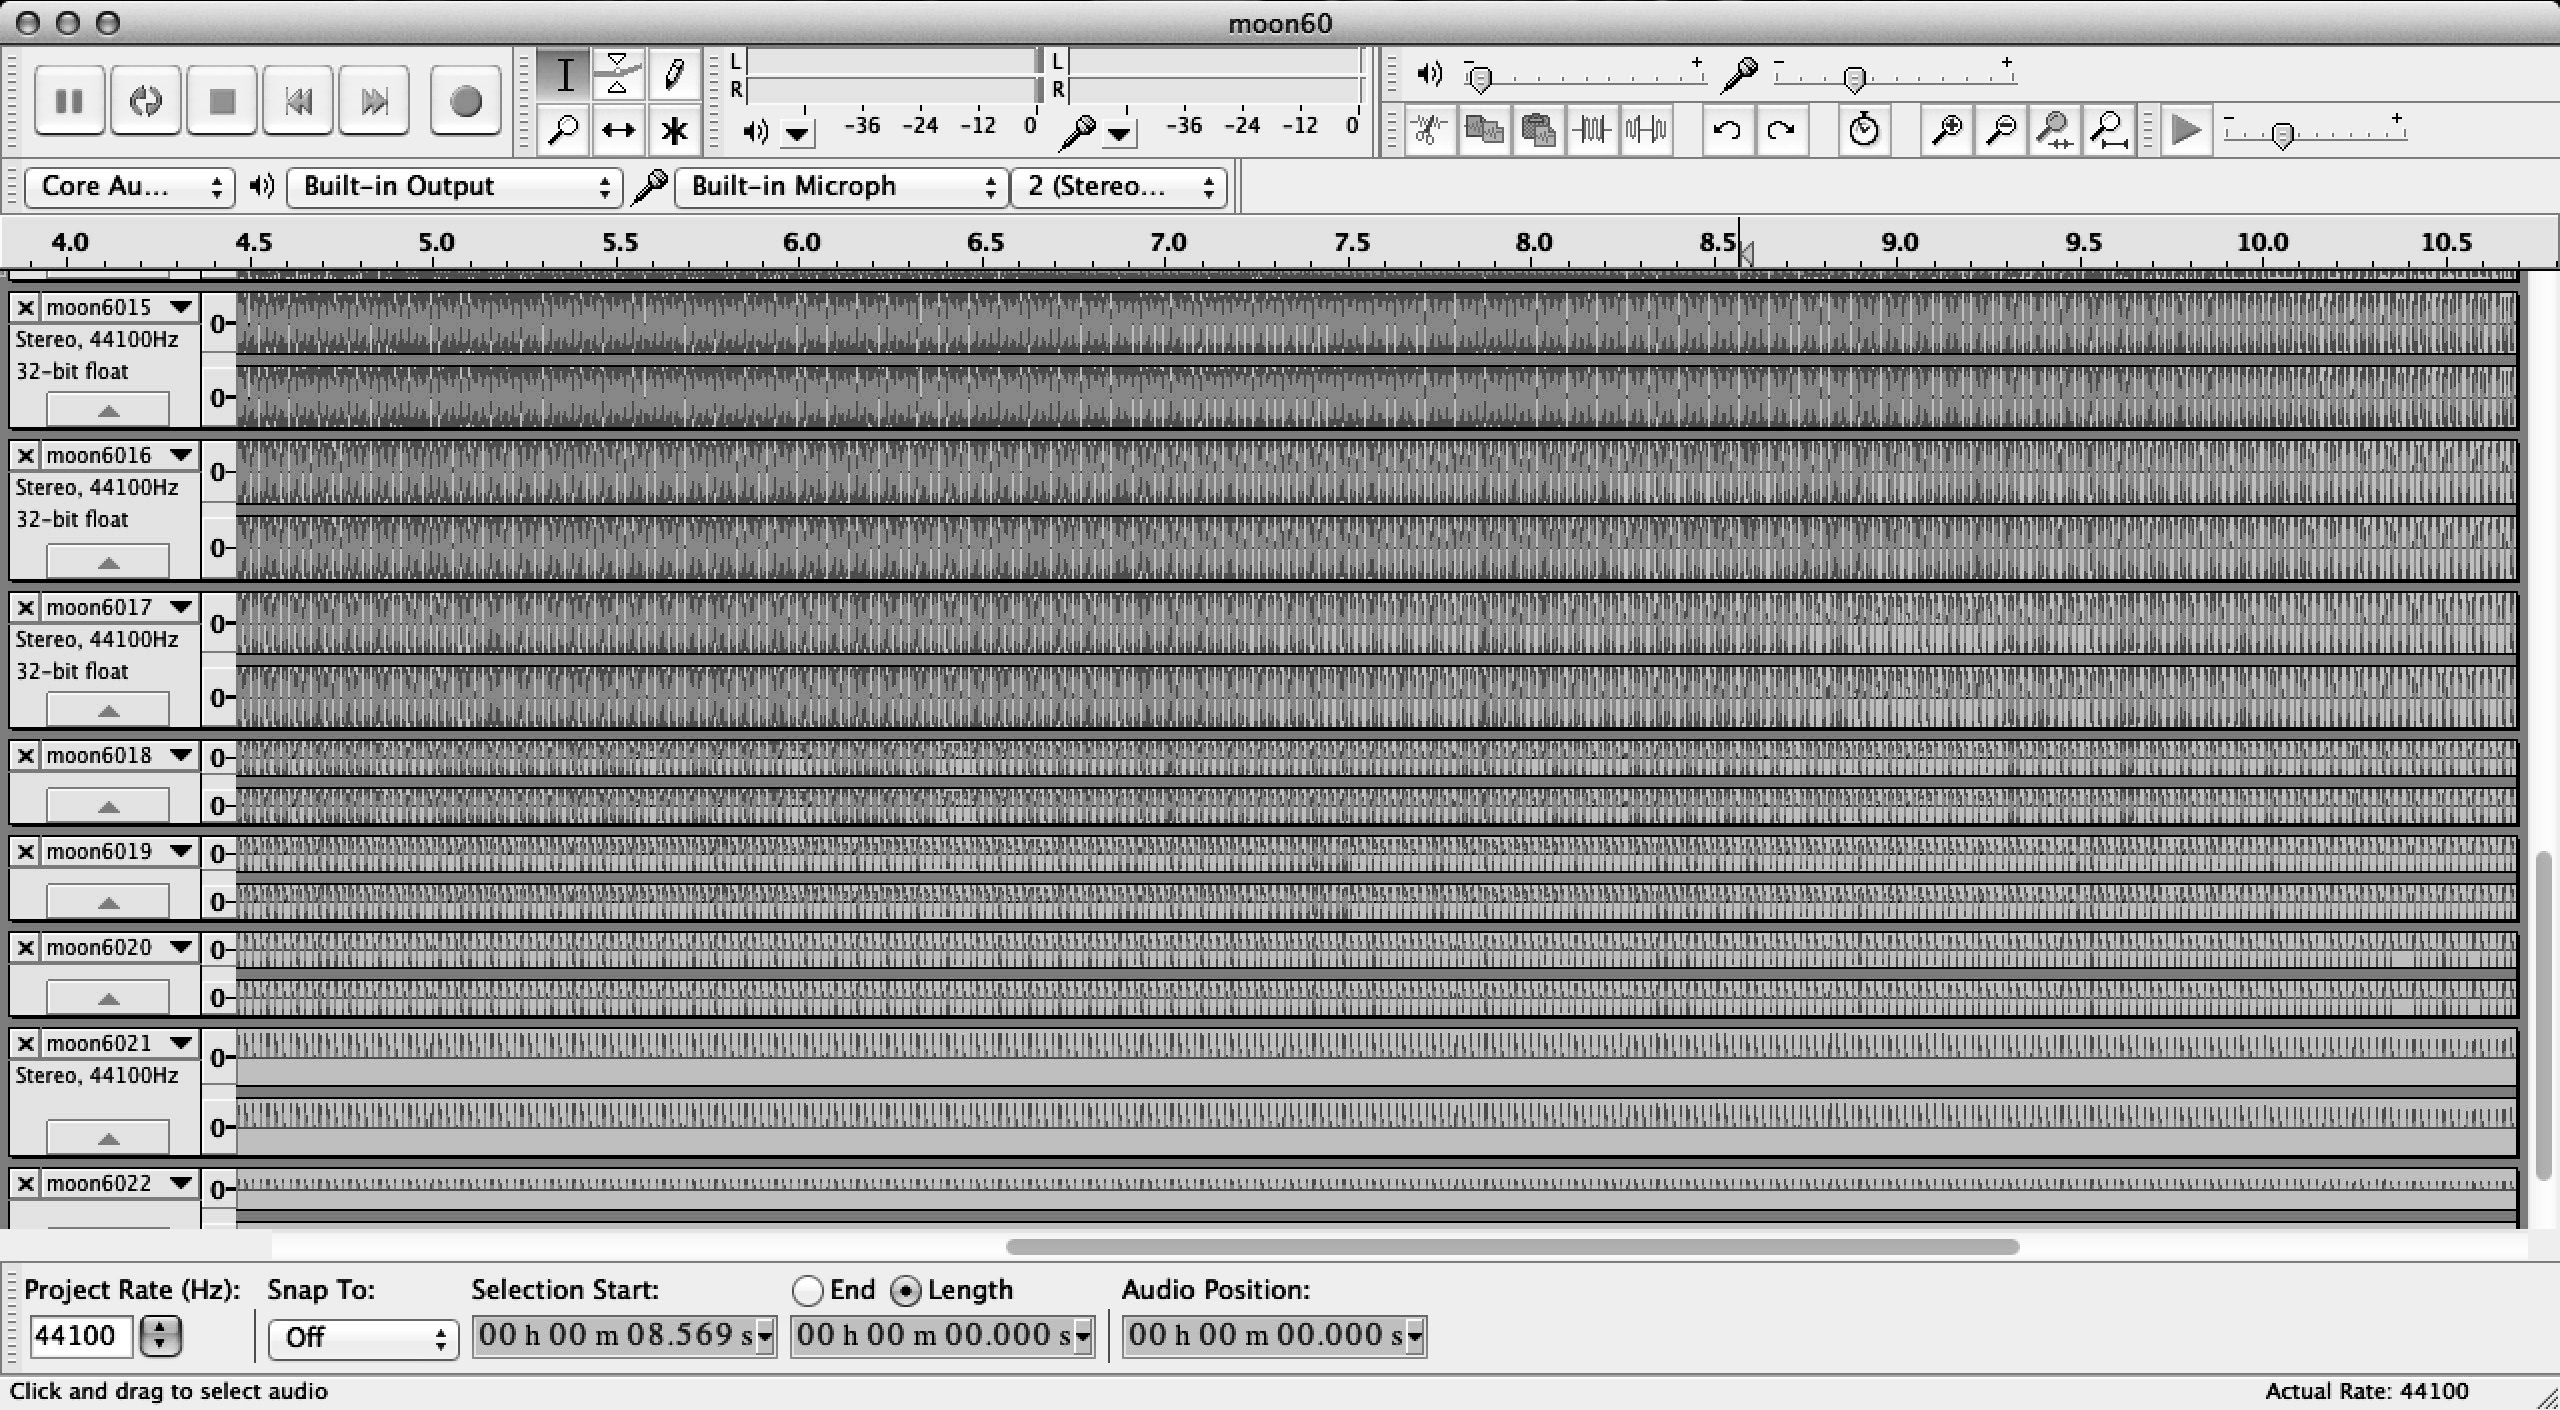 moon60
L
R
-36 -24 -12 0
L
R
-36 -24 -12 0
- +
- +
- +
Core Au... Built-in Output Built-in Microph 2 (Stereo...
4.0 4.5 5.0 5.5 6.0 6.5 7.0 7.5 8.0 8.5 9.0 9.5 10.0 10.5
moon6015
Stereo, 44100Hz
32-bit float
0-
0-
moon6016
Stereo, 44100Hz
32-bit float
0-
0-
moon6017
Stereo, 44100Hz
32-bit float
0-
0-
moon6018
0-
0-
moon6019
0-
0-
moon6020
0-
0-
moon6021
Stereo, 44100Hz
0-
0-
moon6022
0-
Project Rate (Hz): Snap To: Selection Start: End Length Audio Position:
44100 Off 00 h 00 m 08.569 s 00 h 00 m 00.000 s 00 h 00 m 00.000 s
Click and drag to select audio Actual Rate: 44100